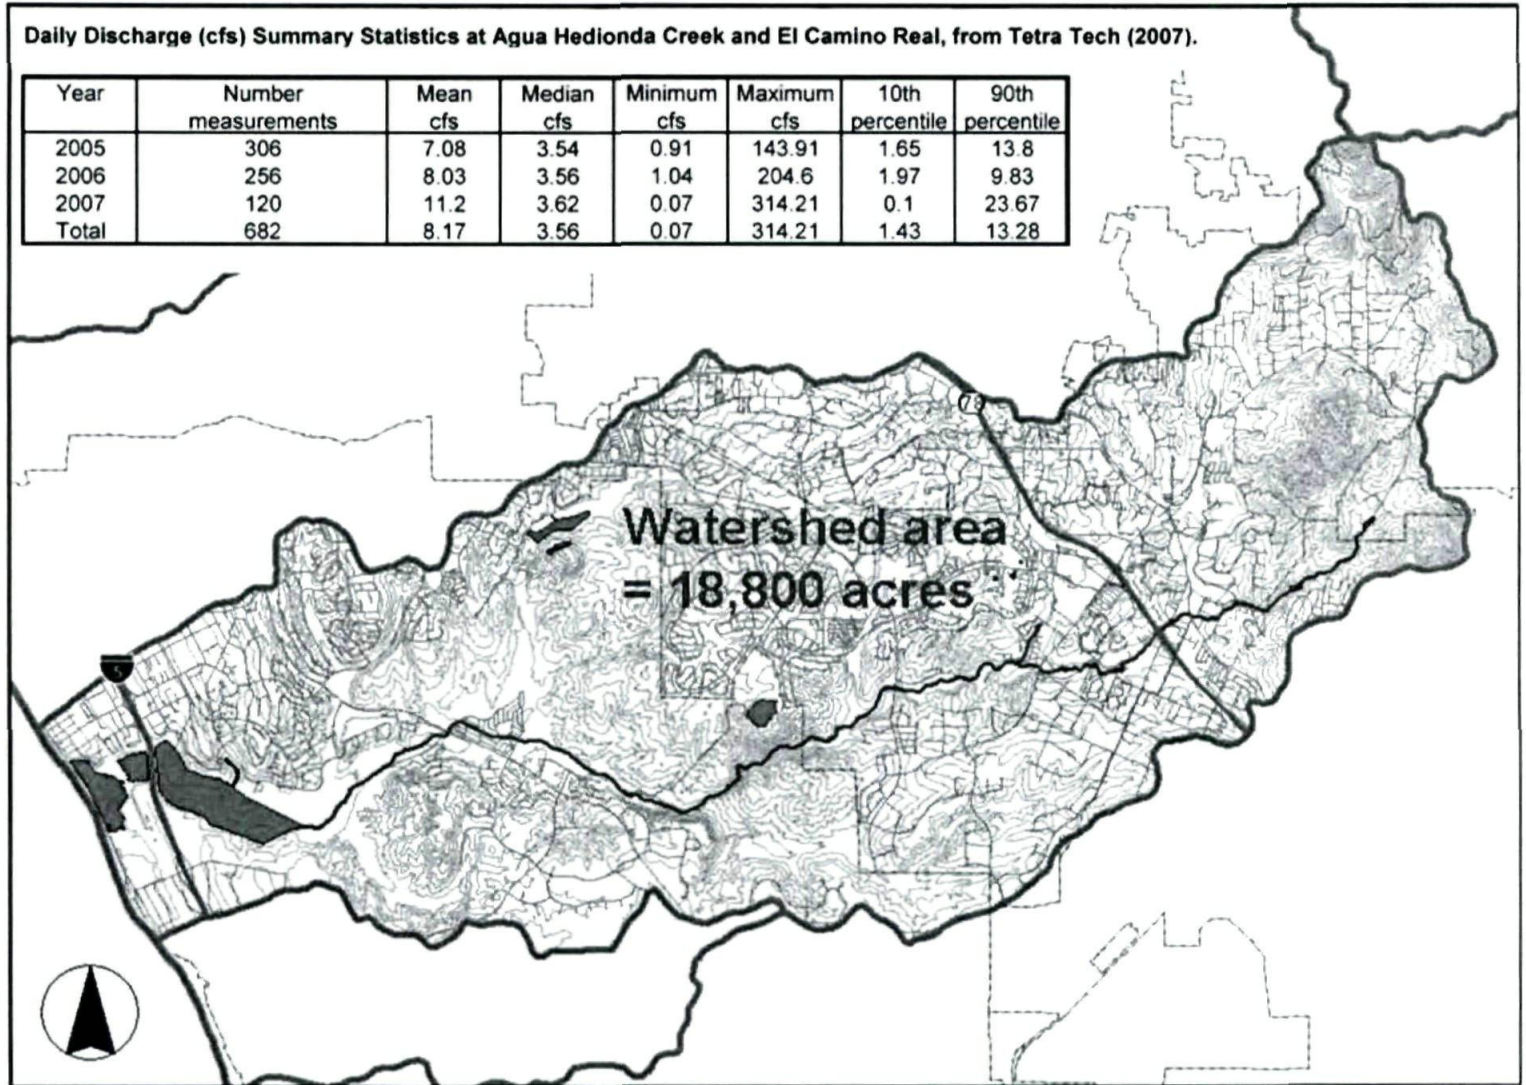 Daily Discharge (cfs) Summary Statistics at Agua Hedionda Creek and El Camino Real, from Tetra Tech (2007).
Year Number measurements Mean cfs Median cfs Minimum cfs Maximum cfs 10th percentile 90th percentile
2005 306 7.08 3.54 0.91 143.91 1.65 13.8
2006 256 8.03 3.56 1.04 204.6 1.97 9.83
2007 120 11.2 3.62 0.07 314.21 0.1 23.67
Total 682 8.17 3.56 0.07 314.21 1.43 13.28
Watershed area
= 18,800 acres
5